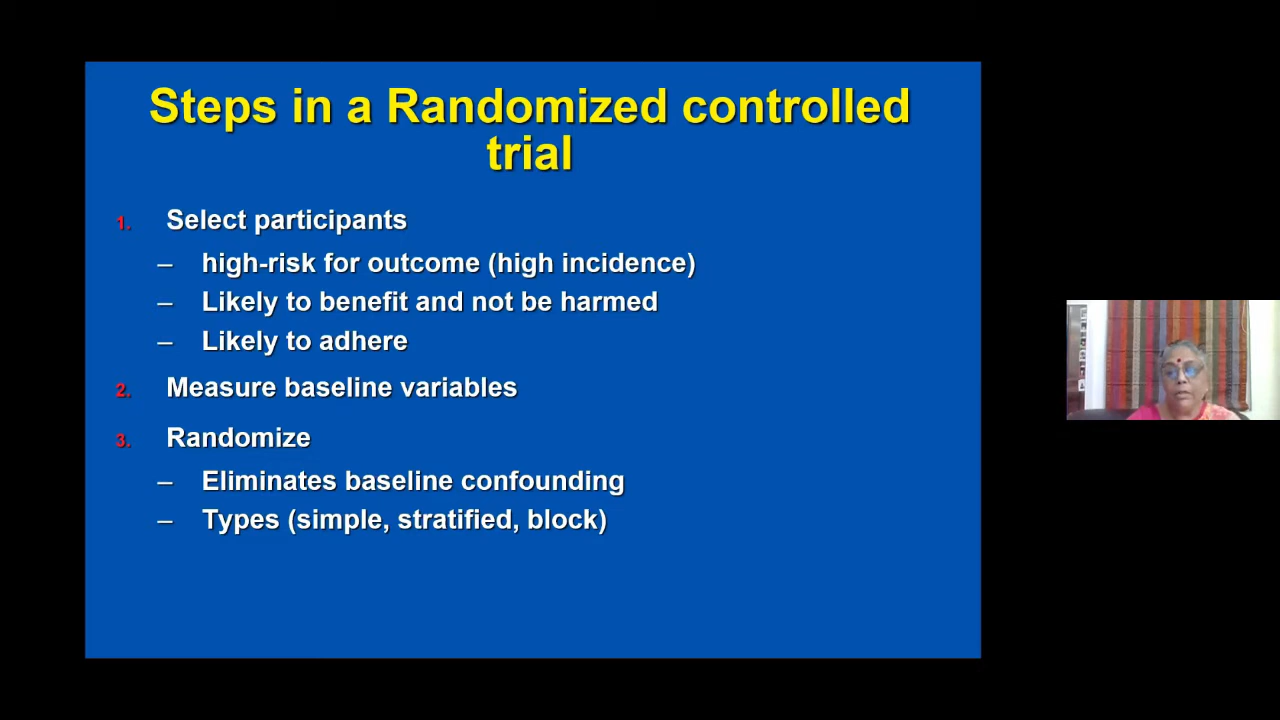 Steps in a Randomized controlled
trial
1. Select participants
– high-risk for outcome (high incidence)
– Likely to benefit and not be harmed
– Likely to adhere
2. Measure baseline variables
3. Randomize
– Eliminates baseline confounding
– Types (simple, stratified, block)